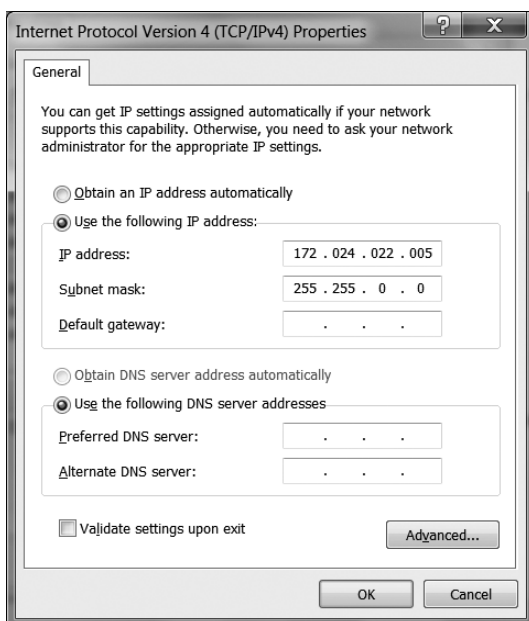 Internet Protocol Version 4 (TCP/IPv4) Properties
? X
General
You can get IP settings assigned automatically if your network
supports this capability. Otherwise, you need to ask your network
administrator for the appropriate IP settings.
Obtain an IP address automatically
Use the following IP address:
IP address: 172 . 024 . 022 . 005
Subnet mask: 255 . 255 . 0 . 0
Default gateway: . . .
Obtain DNS server address automatically
Use the following DNS server addresses
Preferred DNS server: . . .
Alternate DNS server: . . .
Validate settings upon exit
Advanced...
OK Cancel